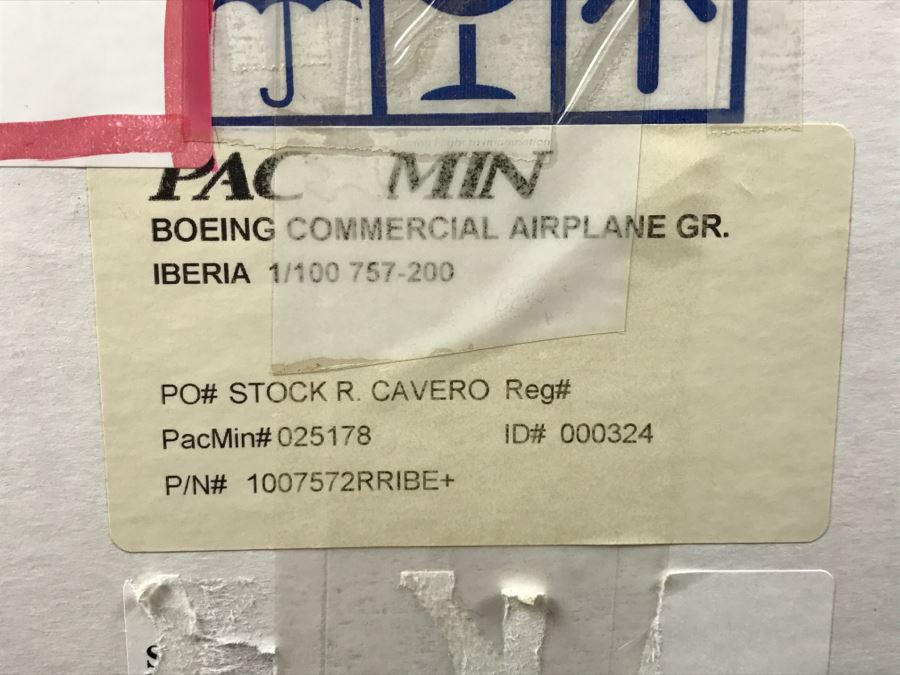 PAC MIN
BOEING COMMERCIAL AIRPLANE GR.
IBERIA 1/100 757-200
PO# STOCK R. CAVERO Reg#
PacMin# 025178 ID# 000324
P/N# 1007572RRIBE+
S